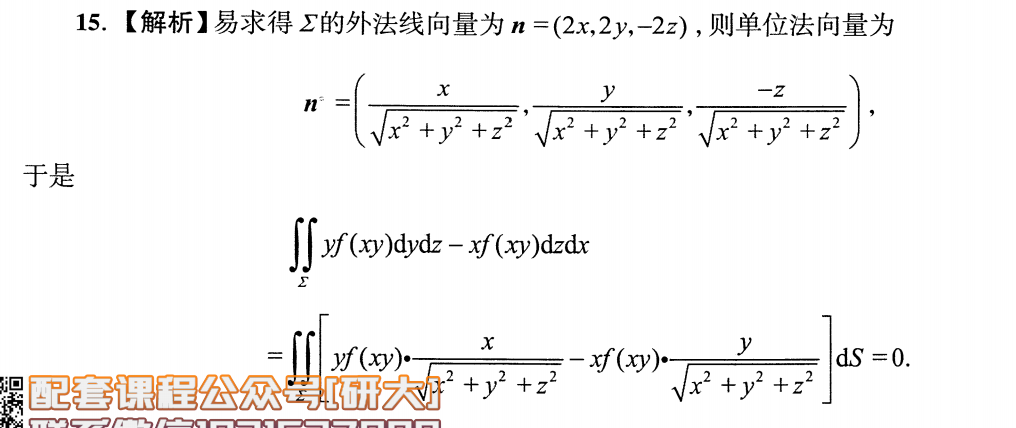 15.【解析】易求得 Σ的外法线向量为 n =(2x,2y,−2z) ,则单位法向量为
n° =( x/√(x² + y² + z²) , y/√(x² + y² + z²) , −z/√(x² + y² + z²) ) ,
于是
∬_Σ yf (xy)dydz − xf (xy)dzdx
= ∬_Σ [ yf (xy)• x/√(x² + y² + z²) − xf (xy)• y/√(x² + y² + z²) ] dS =0.
配套课程公众号[研大]